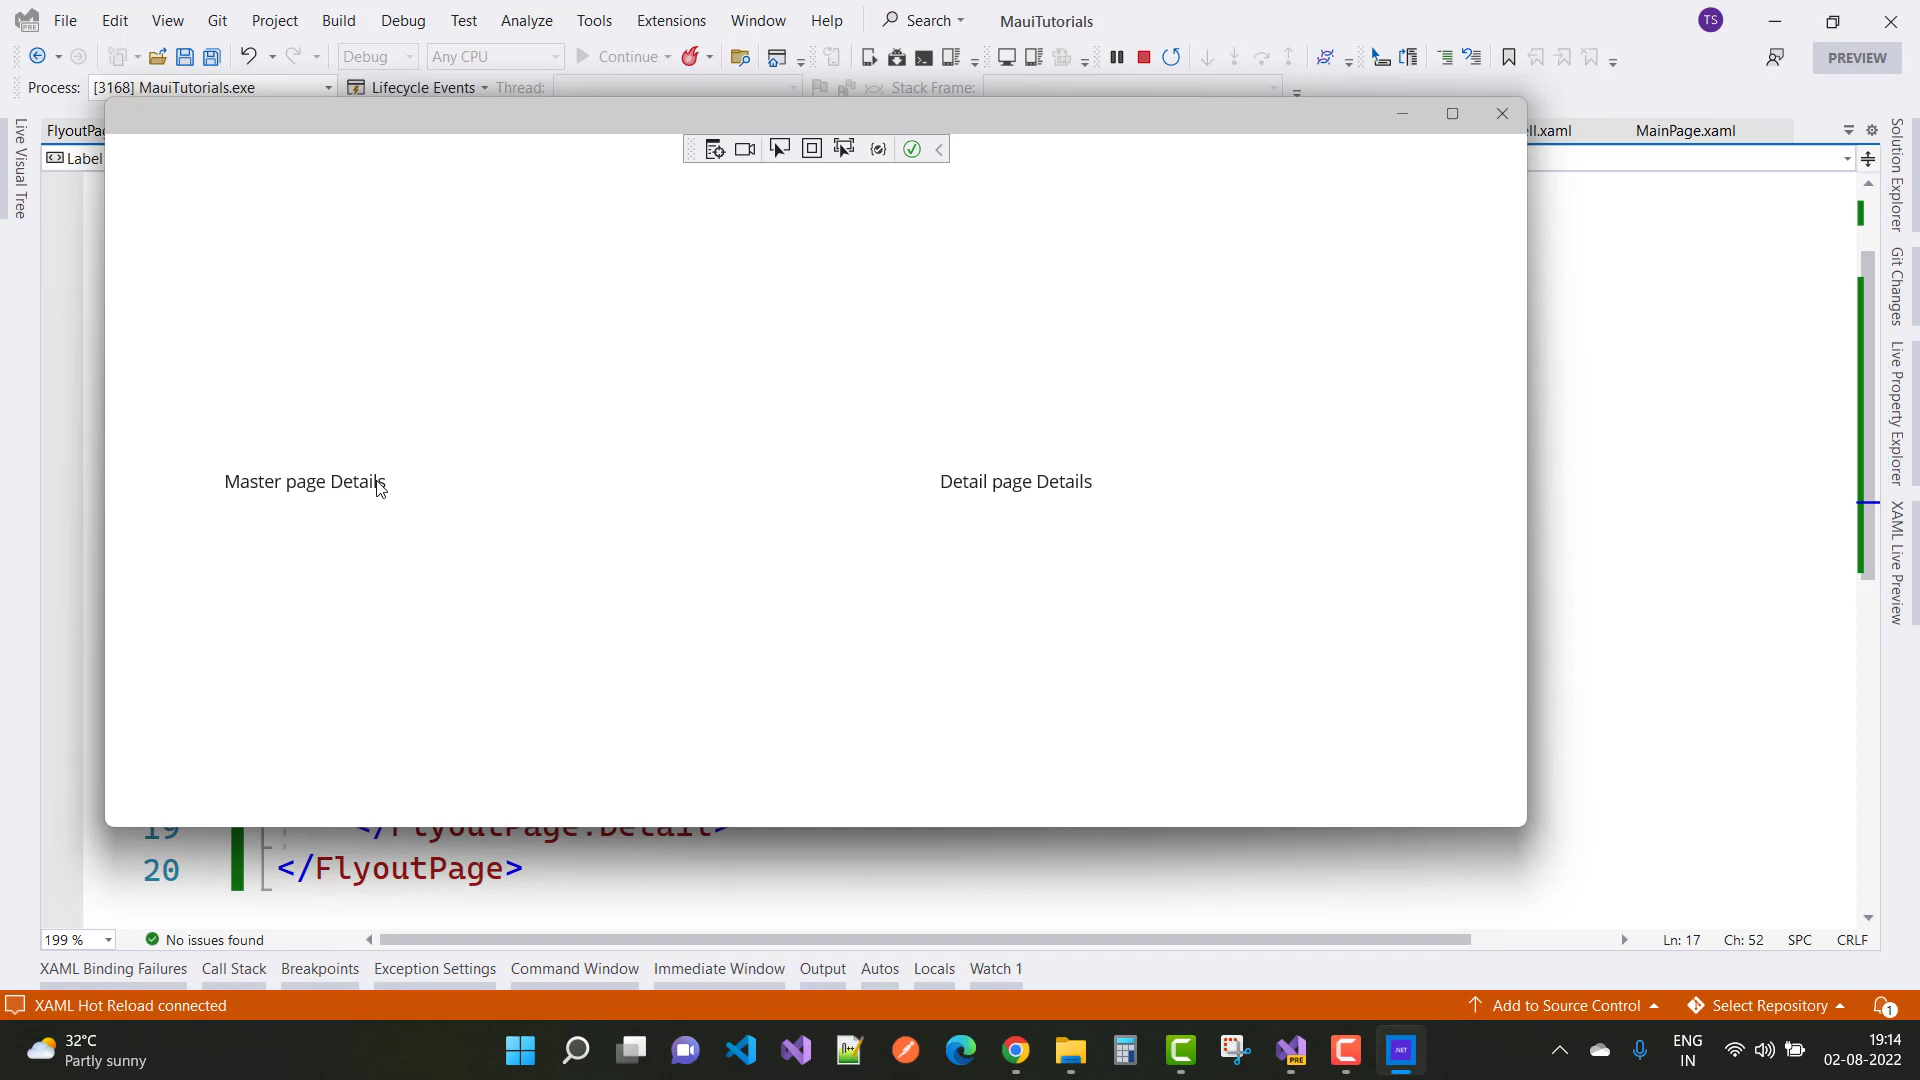 File Edit View Git Project Build Debug Test Analyze Tools Extensions Window Help Search MauiTutorials TS
Debug Any CPU Continue PREVIEW
Process: [3168] MauiTutorials.exe Lifecycle Events Thread: Stack Frame:
FlyoutPag ll.xaml MainPage.xaml
Label
Live Visual Tree
Solution Explorer
Git Changes
Live Property Explorer
XAML Live Preview
Master page Details Detail page Details
19 </FlyoutPage.Detail>
20 </FlyoutPage>
199 % No issues found Ln: 17 Ch: 52 SPC CRLF
XAML Binding Failures Call Stack Breakpoints Exception Settings Command Window Immediate Window Output Autos Locals Watch 1
XAML Hot Reload connected Add to Source Control Select Repository 1
32°C
Partly sunny
ENG
IN
19:14
02-08-2022